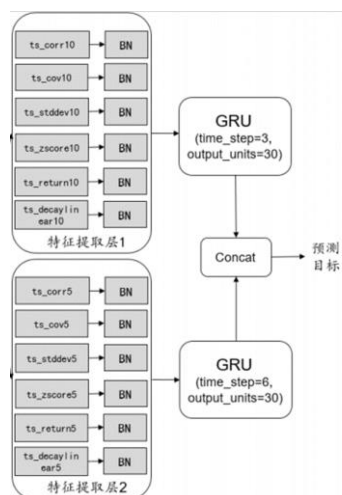 ts_corr10 BN
ts_cov10 BN
ts_stddev10 BN
ts_zscore10 BN
ts_return10 BN
ts_decaylin
ear10 BN
特征提取层1
GRU
(time_step=3,
output_units=30)
Concat
预测
目标
ts_corr5 BN
ts_cov5 BN
ts_stddev5 BN
ts_zscore5 BN
ts_return5 BN
ts_decaylin
ear5 BN
特征提取层2
GRU
(time_step=6,
output_units=30)